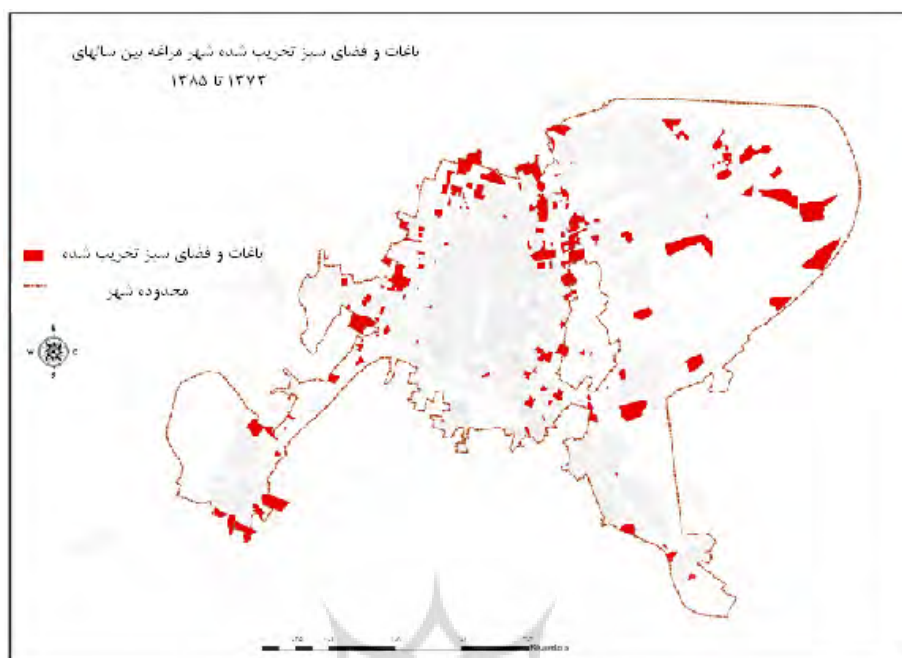 باغات و فضای سبز تخریب شده شهر مراغه بین سالهای
۱۳۷۳ تا ۱۳۸۵
باغات و فضای سبز تخریب شده
محدوده شهر
W